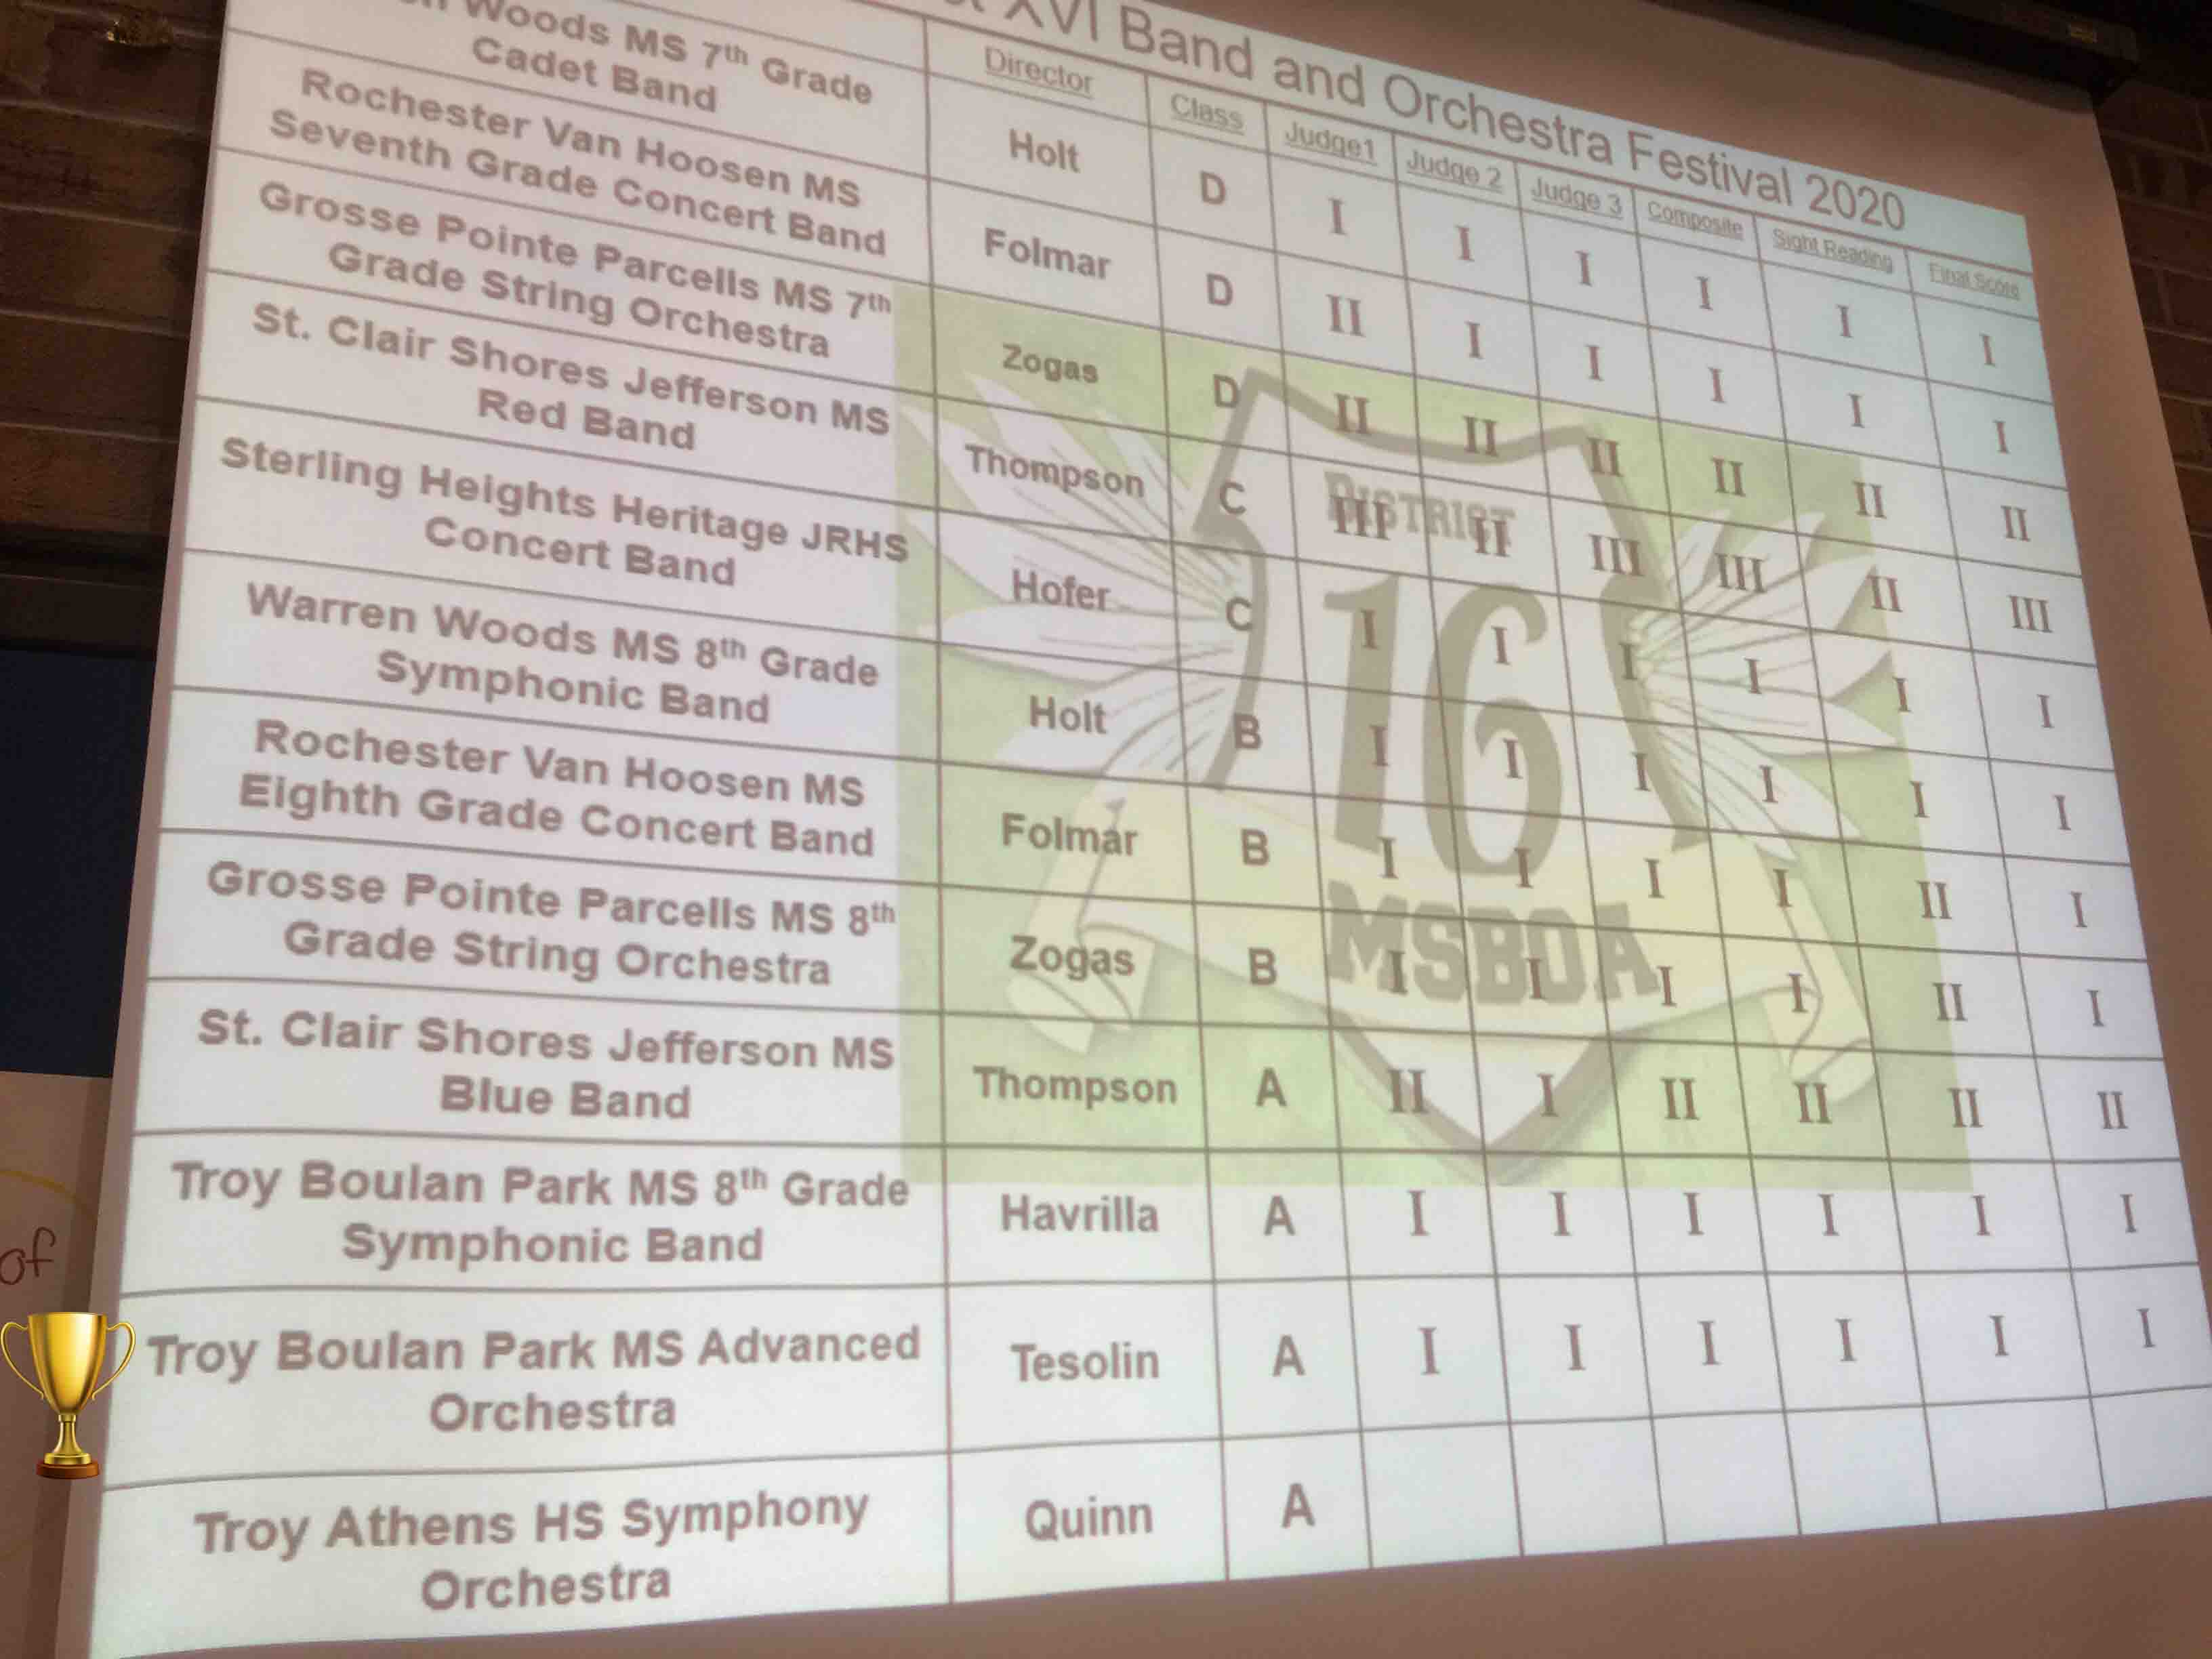 XVI Band and Orchestra Festival 2020
Director Class Judge1 Judge 2 Judge 3 Composite Sight Reading Final Score
Woods MS 7th Grade
Cadet Band Holt D I I I I I I
Rochester Van Hoosen MS
Seventh Grade Concert Band Folmar D II I I I I I
Grosse Pointe Parcells MS 7th
Grade String Orchestra Zogas D II II II II II II
St. Clair Shores Jefferson MS
Red Band Thompson C III II III III II III
Sterling Heights Heritage JRHS
Concert Band Hofer C I I I I I I
Warren Woods MS 8th Grade
Symphonic Band Holt B I I I I I I
Rochester Van Hoosen MS
Eighth Grade Concert Band Folmar B I I I I II I
Grosse Pointe Parcells MS 8th
Grade String Orchestra Zogas B I I I I II I
St. Clair Shores Jefferson MS
Blue Band Thompson A II I II II II II
Troy Boulan Park MS 8th Grade
Symphonic Band Havrilla A I I I I I I
Troy Boulan Park MS Advanced
Orchestra Tesolin A I I I I I I
Troy Athens HS Symphony
Orchestra Quinn A
DISTRICT
16
MSBOA
of